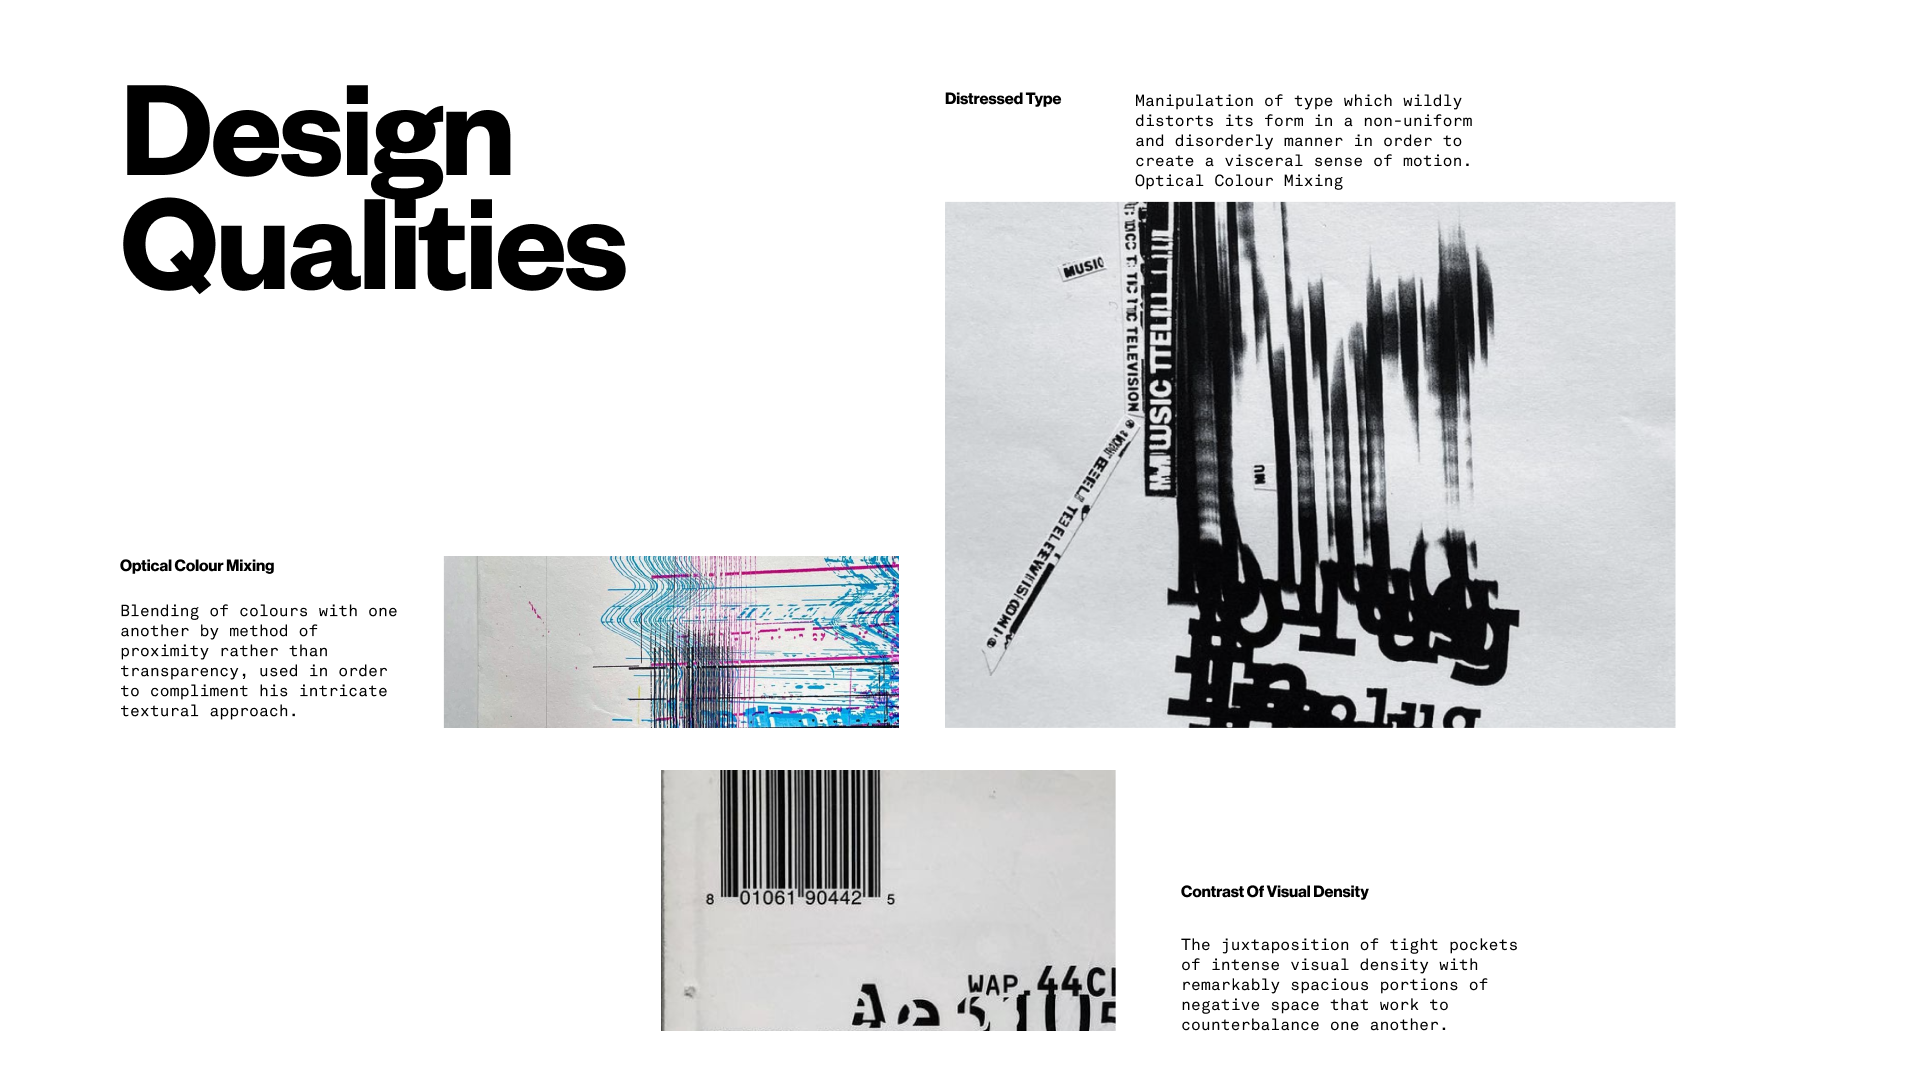 Design
Qualities
Distressed Type
Manipulation of type which wildly
distorts its form in a non-uniform
and disorderly manner in order to
create a visceral sense of motion.
Optical Colour Mixing
MUSIC
TELEVISION
MUSIC
MU
Optical Colour Mixing
Blending of colours with one
another by method of
proximity rather than
transparency, used in order
to compliment his intricate
textural approach.
8 01061 90442 5
WAP 44
Contrast Of Visual Density
The juxtaposition of tight pockets
of intense visual density with
remarkably spacious portions of
negative space that work to
counterbalance one another.